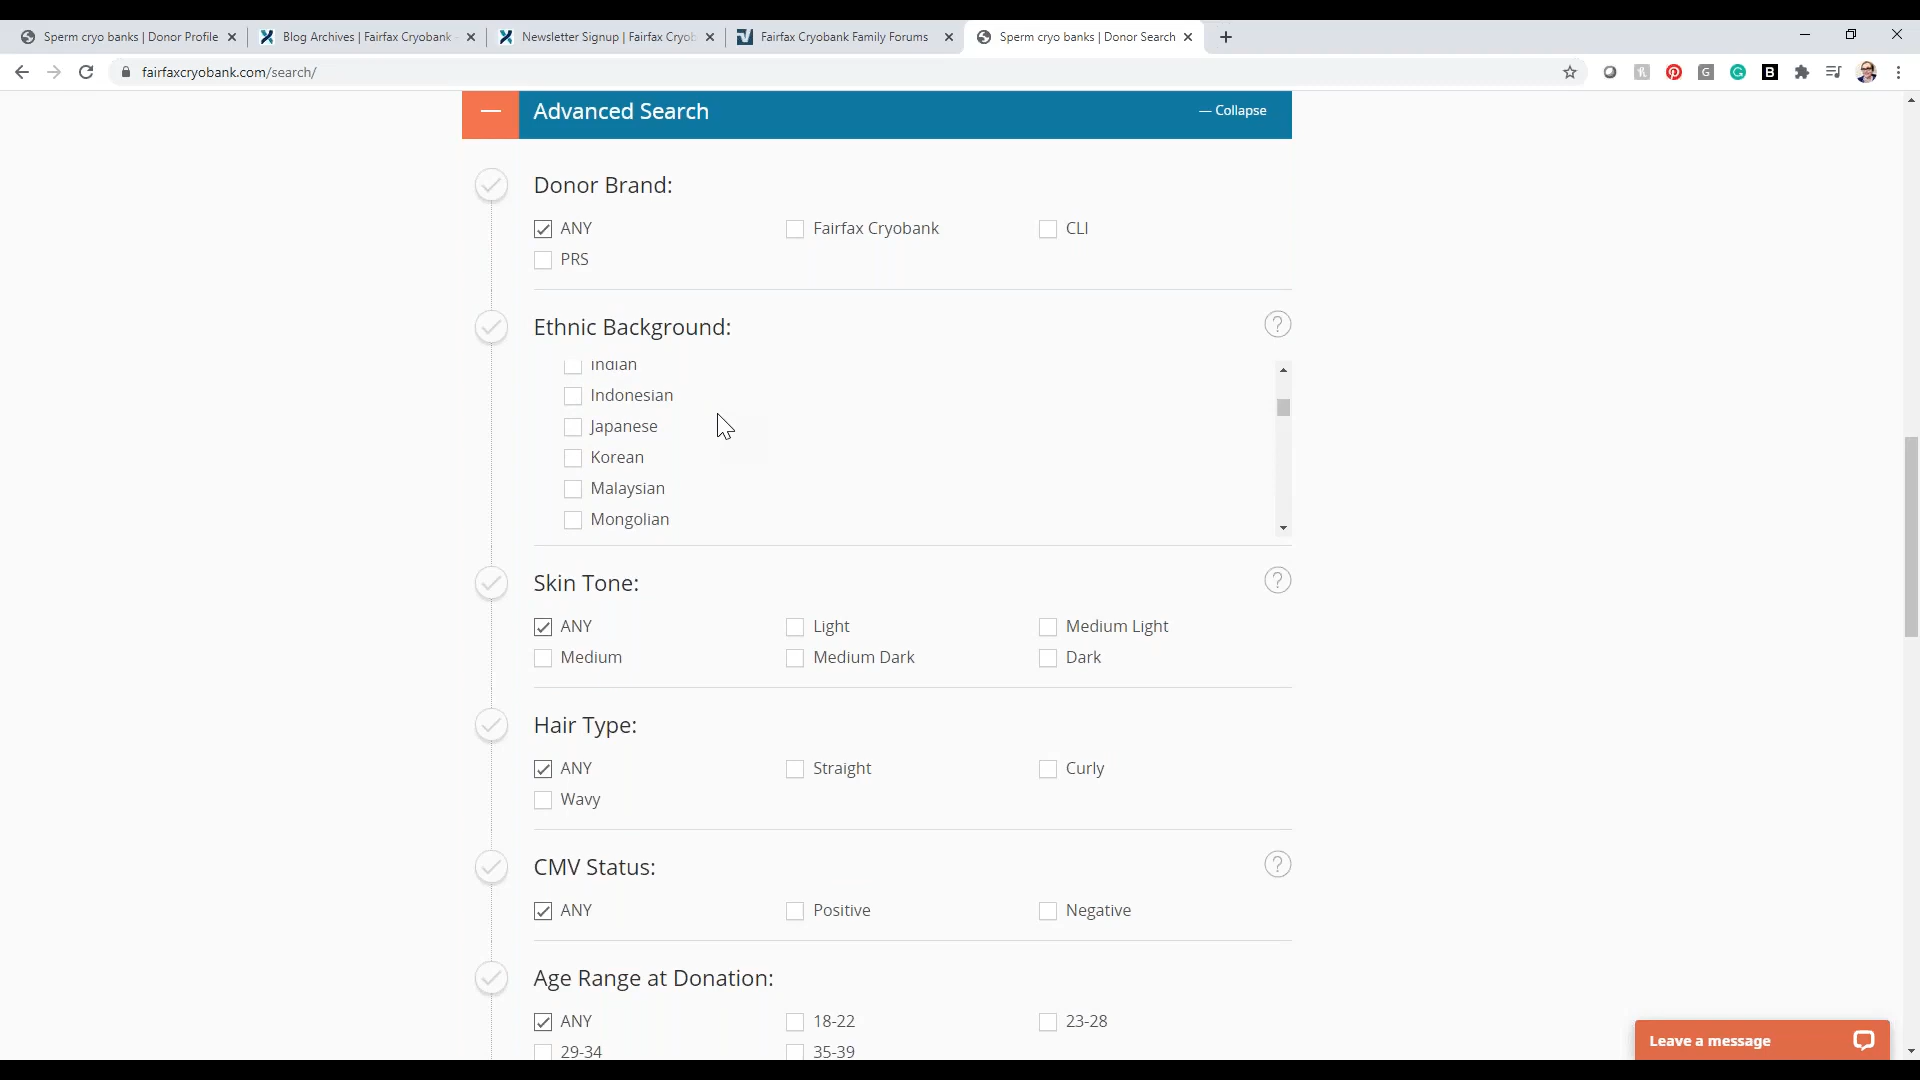 Sperm cryo banks | Donor Profile
Blog Archives | Fairfax Cryobank
Newsletter Signup | Fairfax Cryob
Fairfax Cryobank Family Forums
Sperm cryo banks | Donor Search
fairfaxcryobank.com/search/
Advanced Search
— Collapse
Donor Brand:
ANY
Fairfax Cryobank
CLI
PRS
Ethnic Background:
Indian
Indonesian
Japanese
Korean
Malaysian
Mongolian
Skin Tone:
ANY
Light
Medium Light
Medium
Medium Dark
Dark
Hair Type:
ANY
Straight
Curly
Wavy
CMV Status:
ANY
Positive
Negative
Age Range at Donation:
ANY
18-22
23-28
29-34
35-39
Leave a message